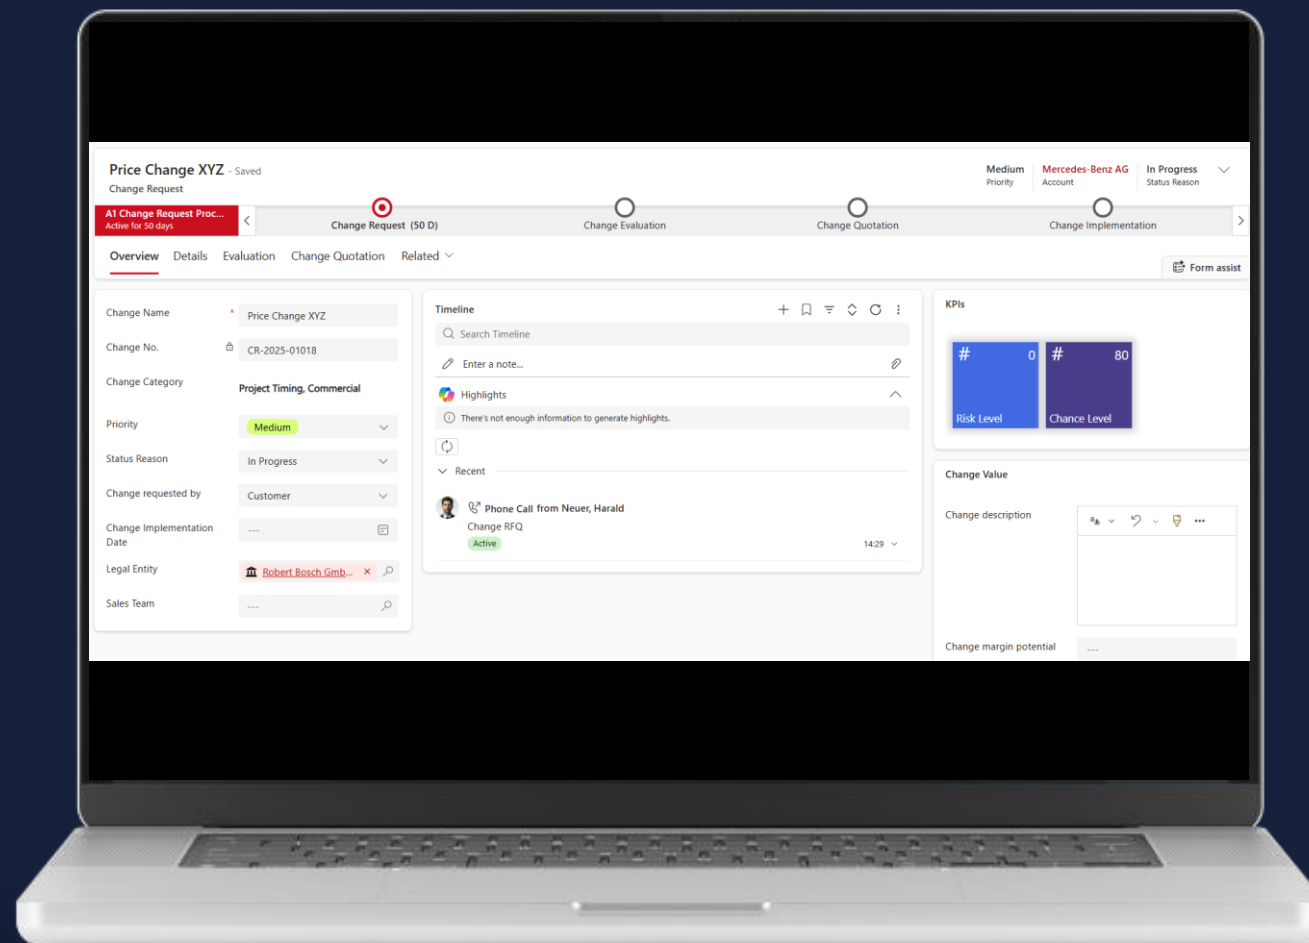 Price Change XYZ - Saved
Change Request
Medium
Priority
Mercedes-Benz AG
Account
In Progress
Status Reason
A1 Change Request Proc...
Active for 50 days
Change Request (50 D)
Change Evaluation
Change Quotation
Change Implementation
Overview Details Evaluation Change Quotation Related
Form assist
Change Name * Price Change XYZ
Change No. CR-2025-01018
Change Category Project Timing, Commercial
Priority Medium
Status Reason In Progress
Change requested by Customer
Change Implementation
Date ---
Legal Entity Robert Bosch Gmb... ×
Sales Team ---
Timeline
Search Timeline
Enter a note...
Highlights
There's not enough information to generate highlights.
Recent
Phone Call from Neuer, Harald
Change RFQ
Active 14:29
KPIs
# 0
Risk Level
# 80
Chance Level
Change Value
Change description
Change margin potential ---